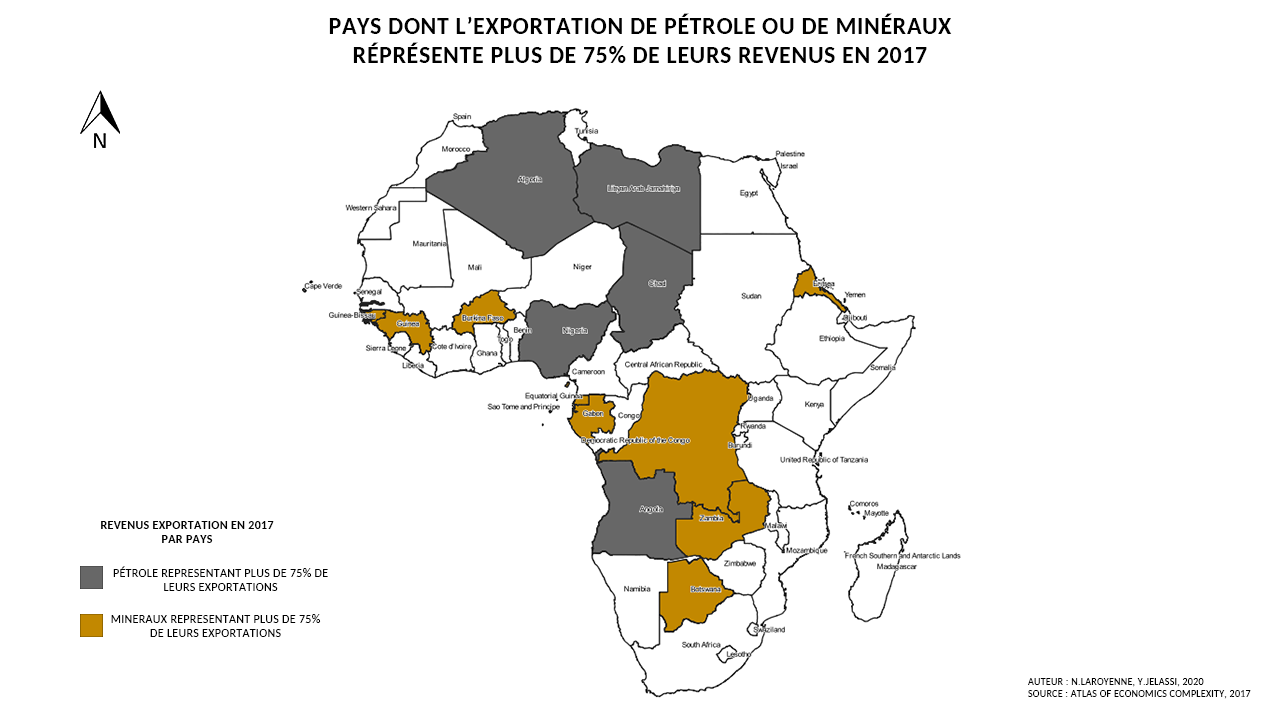 PAYS DONT L'EXPORTATION DE PÉTROLE OU DE MINÉRAUX
RÉPRÉSENTE PLUS DE 75% DE LEURS REVENUS EN 2017
N
Spain
Tunisia
Morocco
Palestine
Israel
Algeria
Libyan Arab Jamahiriya
Egypt
Western Sahara
Mauritania
Mali
Niger
Chad
Sudan
Eritrea
Cape Verde
Senegal
Yemen
Guinea-Bissau
Guinea
Burkina Faso
Djibouti
Benin
Nigeria
Togo
Ethiopia
Sierra Leone
Cote d'Ivoire
Ghana
Liberia
Central African Republic
Somalia
Cameroon
Equatorial Guinea
Uganda
Kenya
Sao Tome and Principe
Gabon
Congo
Rwanda
Democratic Republic of the Congo
Burundi
United Republic of Tanzania
Angola
Comoros
Mayotte
Zambia
Malawi
Mozambique
French Southern and Antarctic Lands
Zimbabwe
Madagascar
Namibia
Botswana
Swaziland
South Africa
Lesotho
REVENUS EXPORTATION EN 2017
PAR PAYS
PÉTROLE REPRESENTANT PLUS DE 75% DE
LEURS EXPORTATIONS
MINERAUX REPRESENTANT PLUS DE 75%
DE LEURS EXPORTATIONS
AUTEUR : N.LAROYENNE, Y.JELASSI, 2020
SOURCE : ATLAS OF ECONOMICS COMPLEXITY, 2017